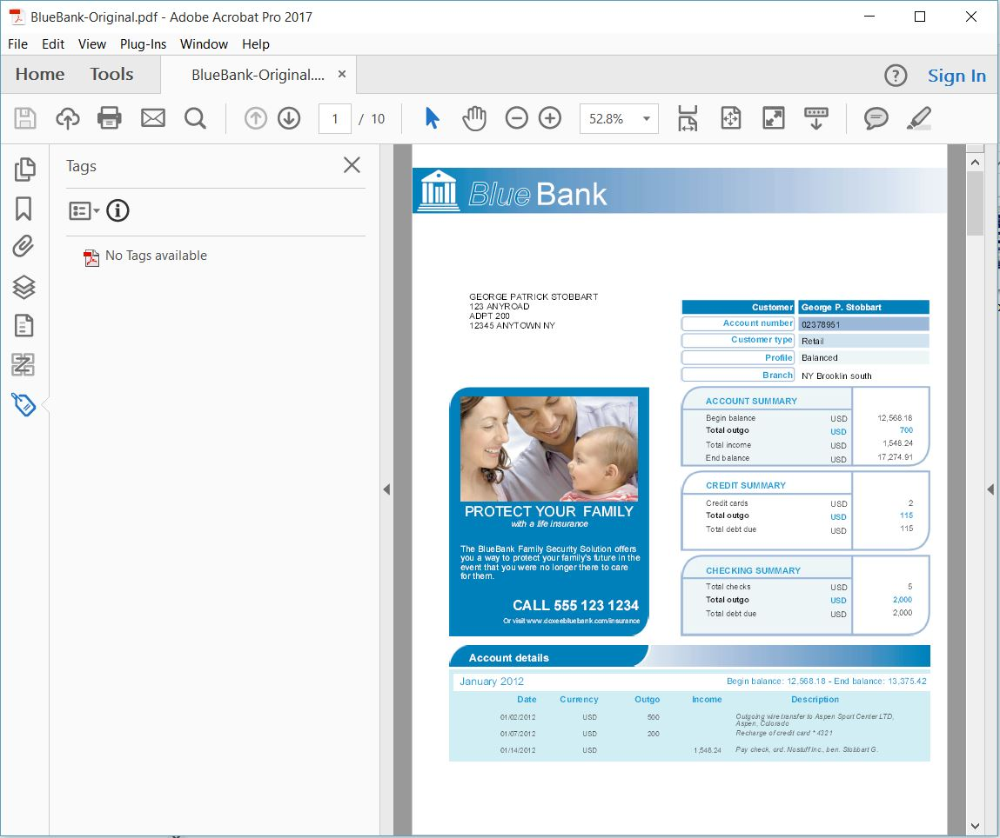 BlueBank-Original.pdf - Adobe Acrobat Pro 2017
File Edit View Plug-Ins Window Help
Home Tools BlueBank-Original.... × ? Sign In
1 / 10 52.8%
Tags
No Tags available
Blue Bank
GEORGE PATRICK STOBBART
123 ANYROAD
ADPT 200
12345 ANYTOWN NY
Customer George P. Stobbart
Account number 02378951
Customer type Retail
Profile Balanced
Branch NY Brooklin south
PROTECT YOUR FAMILY
with a life insurance
The BlueBank Family Security Solution offers
you a way to protect your family's future in the
event that you were no longer there to care
for them.
CALL 555 123 1234
Or visit www.doxeebluebank.com/insurance
ACCOUNT SUMMARY
Begin balance USD 12,568.18
Total outgo USD 700
Total income USD 1,548.24
End balance USD 17,274.91
CREDIT SUMMARY
Credit cards USD 2
Total outgo USD 115
Total debt due USD 115
CHECKING SUMMARY
Total checks USD 5
Total outgo USD 2,000
Total debt due USD 2,000
Account details
January 2012 Begin balance: 12,568.18 - End balance: 13,375.42
Date Currency Outgo Income Description
01/02/2012 USD 500 Outgoing wire transfer to Aspen Sport Center LTD,
Aspen, Colorado
01/07/2012 USD 200 Recharge of credit card * 4321
01/14/2012 USD 1,548.24 Pay check, ord. Nostuff Inc., ben. Stobbart G.